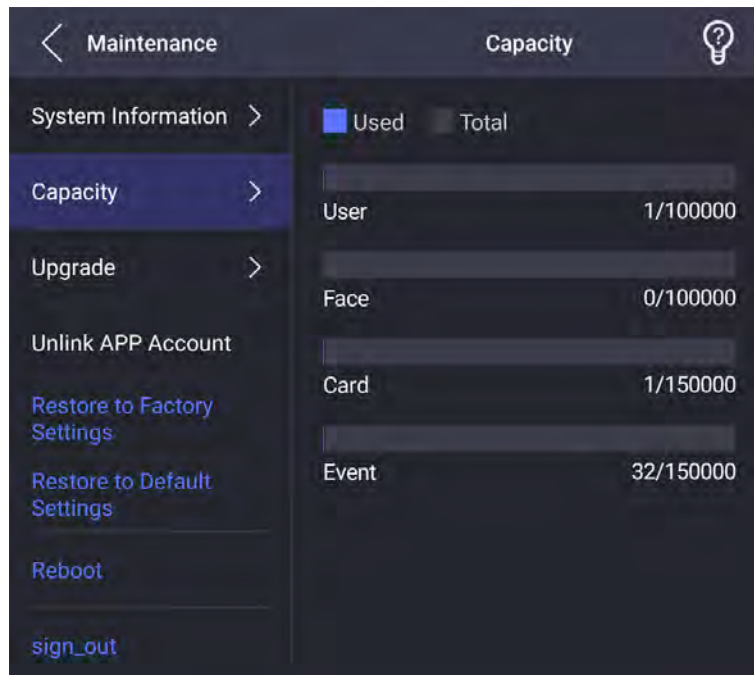 Maintenance
System Information
Capacity
Upgrade
Unlink APP Account
Restore to Factory
Settings
Restore to Default
Settings
Reboot
sign_out
Capacity
?
Used Total
User 1/100000
Face 0/100000
Card 1/150000
Event 32/150000